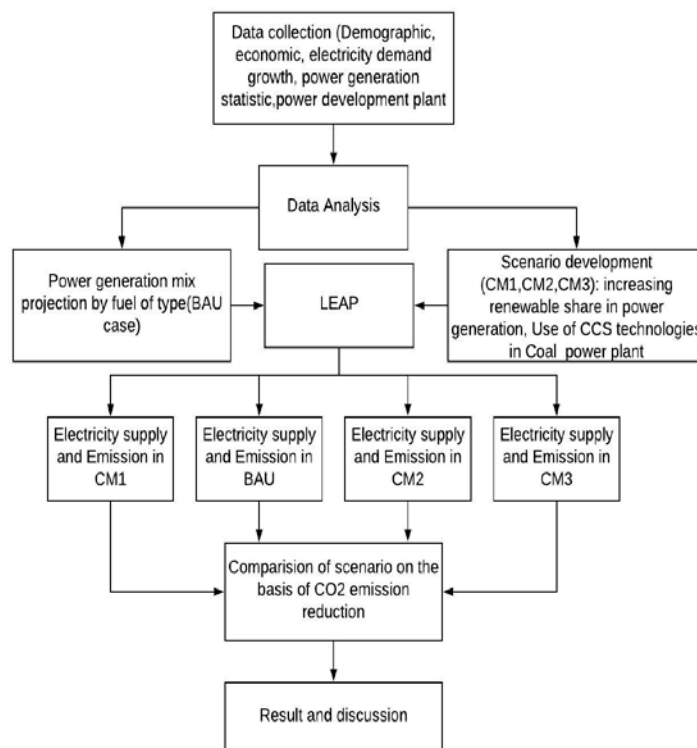 Data collection (Demographic,
economic, electricity demand
growth, power generation
statistic,power development plant
Data Analysis
Power generation mix
projection by fuel of type(BAU
case)
LEAP
Scenario development
(CM1,CM2,CM3): increasing
renewable share in power
generation, Use of CCS technologies
in Coal power plant
Electricity supply
and Emission in
CM1
Electricity supply
and Emission in
BAU
Electricity supply
and Emission in
CM2
Electricity supply
and Emission in
CM3
Comparision of scenario on the
basis of CO2 emission
reduction
Result and discussion